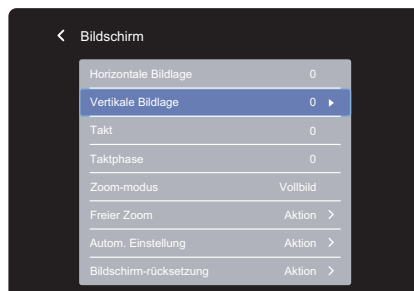 Bildschirm
Horizontale Bildlage 0
Vertikale Bildlage 0
Takt 0
Taktphase 0
Zoom-modus Vollbild
Freier Zoom Aktion
Autom. Einstellung Aktion
Bildschirm-rücksetzung Aktion